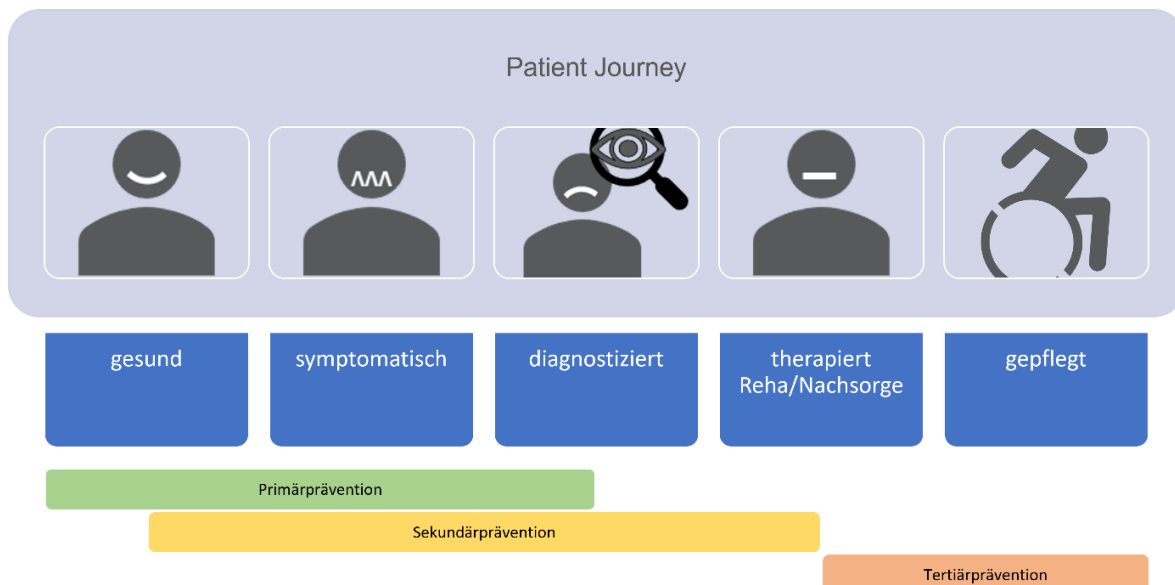 Patient Journey
gesund
symptomatisch
diagnostiziert
therapiert
Reha/Nachsorge
gepflegt
Primärprävention
Sekundärprävention
Tertiärprävention